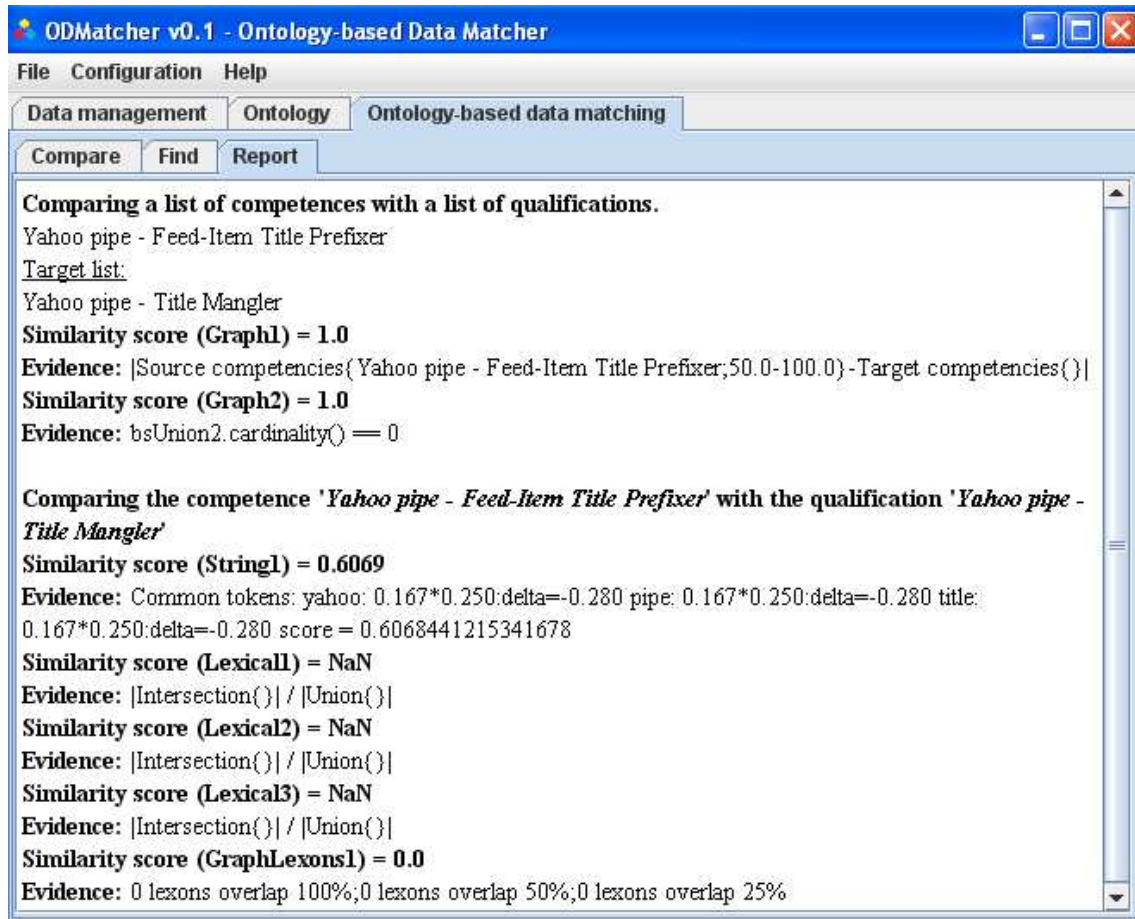 ODMatcher v0.1 - Ontology-based Data Matcher
File Configuration Help
Data management Ontology Ontology-based data matching
Compare Find Report
Comparing a list of competences with a list of qualifications.
Yahoo pipe - Feed-Item Title Prefixer
Target list:
Yahoo pipe - Title Mangler
Similarity score (Graph1) = 1.0
Evidence: |Source competencies{Yahoo pipe - Feed-Item Title Prefixer;50.0-100.0}-Target competencies{}|
Similarity score (Graph2) = 1.0
Evidence: bsUnion2.cardinality() == 0
Comparing the competence 'Yahoo pipe - Feed-Item Title Prefixer' with the qualification 'Yahoo pipe -
Title Mangler'
Similarity score (String1) = 0.6069
Evidence: Common tokens: yahoo: 0.167*0.250:delta=-0.280 pipe: 0.167*0.250:delta=-0.280 title:
0.167*0.250:delta=-0.280 score = 0.6068441215341678
Similarity score (Lexical1) = NaN
Evidence: |Intersection{}| / |Union{}|
Similarity score (Lexical2) = NaN
Evidence: |Intersection{}| / |Union{}|
Similarity score (Lexical3) = NaN
Evidence: |Intersection{}| / |Union{}|
Similarity score (GraphLexons1) = 0.0
Evidence: 0 lexons overlap 100%;0 lexons overlap 50%;0 lexons overlap 25%